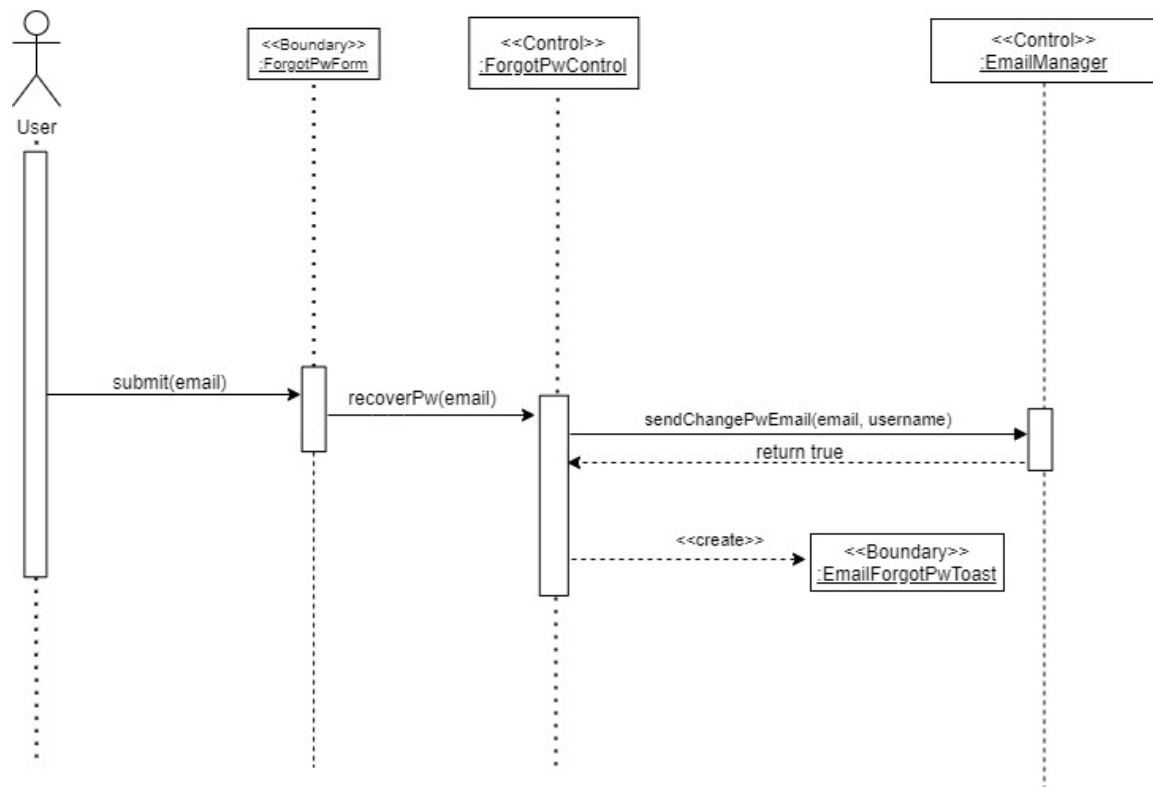 <<Boundary>>
:ForgotPwForm
<<Control>>
:ForgotPwControl
<<Control>>
:EmailManager
User
submit(email)
recoverPw(email)
sendChangePwEmail(email, username)
return true
<<create>>
<<Boundary>>
:EmailForgotPwToast